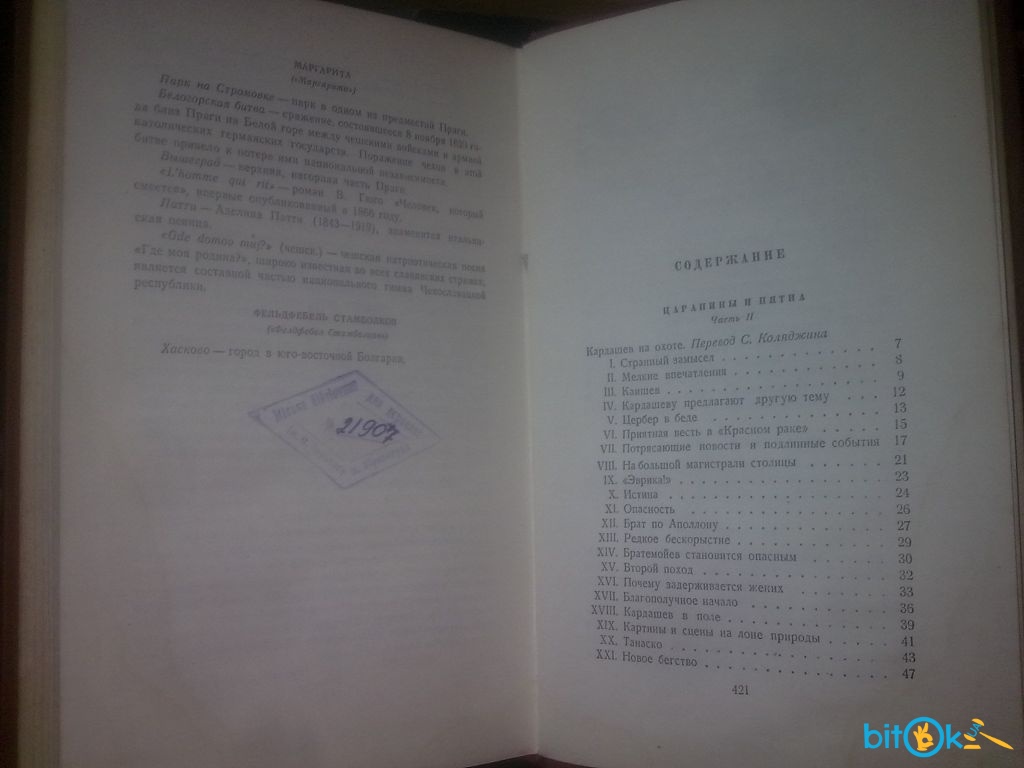 МАРГАРИТА
(«Маргарита»)
Парк на Стромовке — парк в одном из предместий Праги.
Белогорская битва — сражение, состоявшееся 8 ноября 1620 го-
да близ Праги на Белой горе между чешскими войсками и армией
католических германских государств. Поражение чехов в этой
битве привело к потере ими национальной независимости.
Вышеград — верхняя, нагорная часть Праги.
«L'homme qui rit» — роман В. Гюго «Человек, который
смеется», впервые опубликованный в 1866 году.
Патти — Аделина Патти (1843—1919), знаменитая итальян-
ская певица.
«Gde domov můj?» (чешск.) — чешская патриотическая песня
«Где моя родина?», широко известная во всех славянских странах,
является составной частью национального гимна Чехословацкой
республики.
ФЕЛЬДФЕБЕЛЬ СТАМБОЛКОВ
(«Фелдфебел Стамболков»)
Хасково — город в юго-восточной Болгарии.
№ 21907
СОДЕРЖАНИЕ
ЦАРАПИНЫ И ПЯТНА
Часть II
Кардашев на охоте. Перевод С. Коляджина . . . 7
I. Странный замысел . . . 8
II. Мелкие впечатления . . . 9
III. Каишев . . . 12
IV. Кардашеву предлагают другую тему . . . 13
V. Цербер в беде . . . 15
VI. Приятная весть в «Красном раке» . . . 17
VII. Потрясающие новости и подлинные события
VIII. На большой магистрали столицы . . . 21
IX. «Эврика!» . . . 23
X. Истина . . . 24
XI. Опасность . . . 26
XII. Брат по Аполлону . . . 27
XIII. Редкое бескорыстие . . . 29
XIV. Братемойев становится опасным . . . 30
XV. Второй поход . . . 32
XVI. Почему задерживается жених . . . 33
XVII. Благополучное начало . . . 36
XVIII. Кардашев в поле . . . 39
XIX. Картины и сцены на лоне природы . . . 41
XX. Танаско . . . 43
XXI. Новое бегство . . . 47
421
bitok.ua